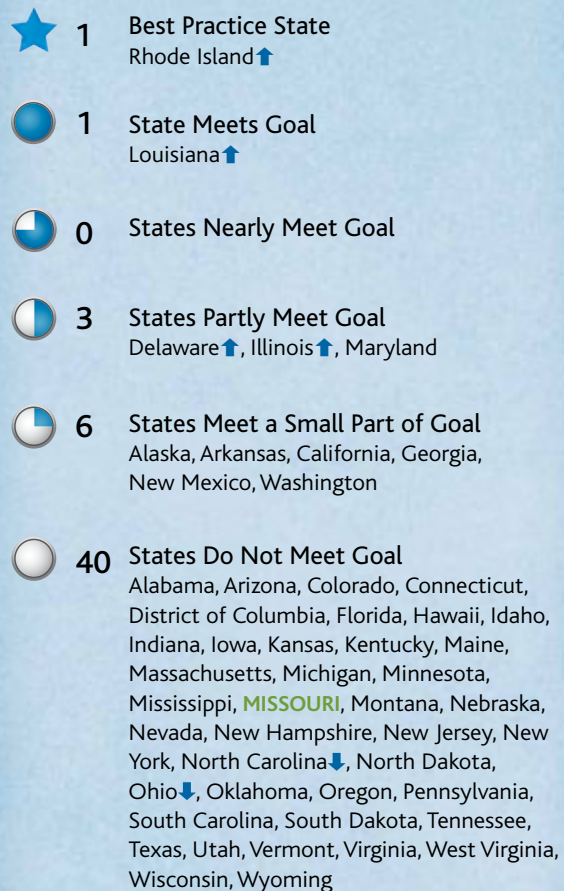 1 Best Practice State
Rhode Island⬆
1 State Meets Goal
Louisiana⬆
0 States Nearly Meet Goal
3 States Partly Meet Goal
Delaware⬆, Illinois⬆, Maryland
6 States Meet a Small Part of Goal
Alaska, Arkansas, California, Georgia,
New Mexico, Washington
40 States Do Not Meet Goal
Alabama, Arizona, Colorado, Connecticut,
District of Columbia, Florida, Hawaii, Idaho,
Indiana, Iowa, Kansas, Kentucky, Maine,
Massachusetts, Michigan, Minnesota,
Mississippi, MISSOURI, Montana, Nebraska,
Nevada, New Hampshire, New Jersey, New
York, North Carolina⬇, North Dakota,
Ohio⬇, Oklahoma, Oregon, Pennsylvania,
South Carolina, South Dakota, Tennessee,
Texas, Utah, Vermont, Virginia, West Virginia,
Wisconsin, Wyoming